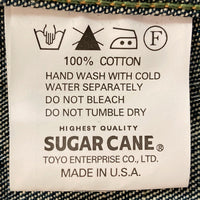 F
100% COTTON
HAND WASH WITH COLD
WATER SEPARATELY
DO NOT BLEACH
DO NOT TUMBLE DRY
HIGHEST QUALITY
SUGAR CANE®
TOYO ENTERPRISE CO., LTD.
MADE IN U.S.A.